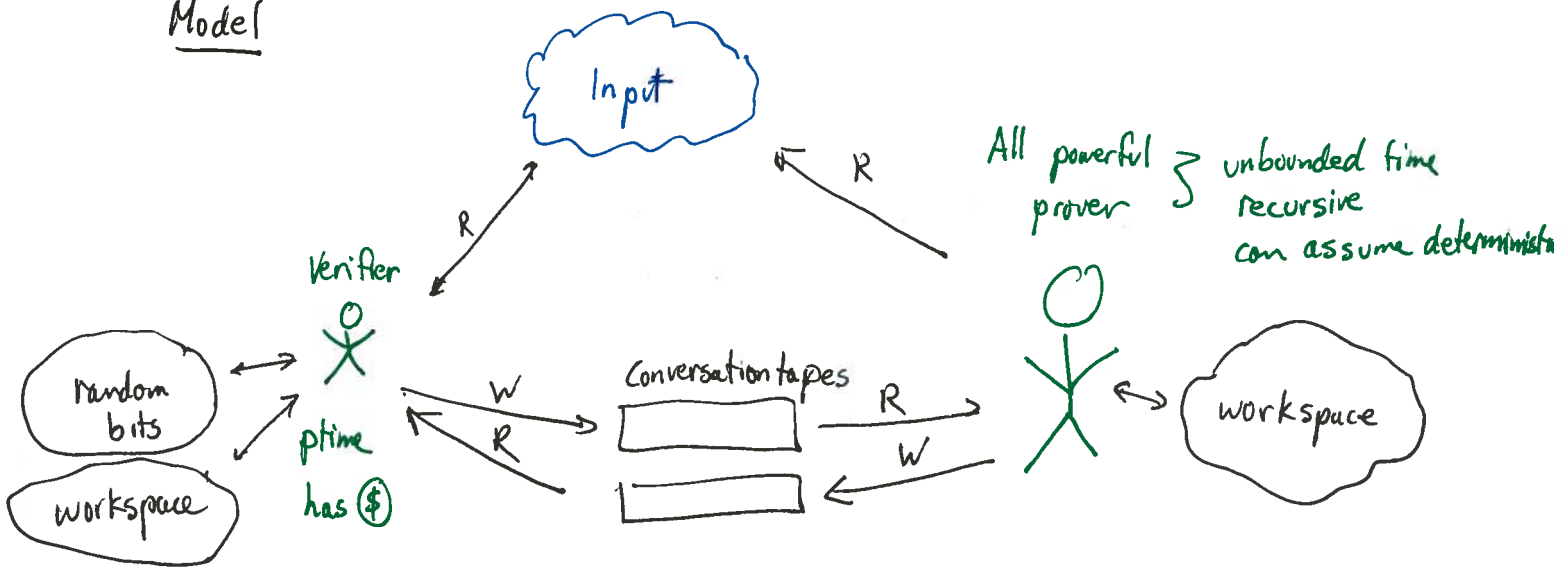 Model
Input
All powerful } unbounded time
prover recursive
can assume
R
R
Verifier
random
bits
workspace
ptime
has $
W
R
Conversation tapes
R
W
workspace